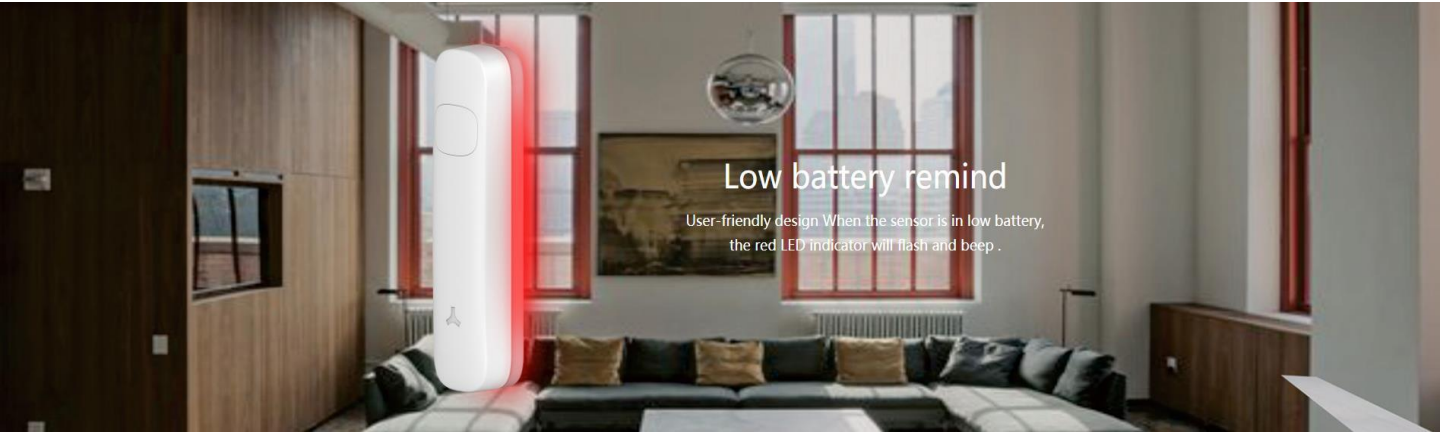 Low battery remind
User-friendly design When the sensor is in low battery,
the red LED indicator will flash and beep .